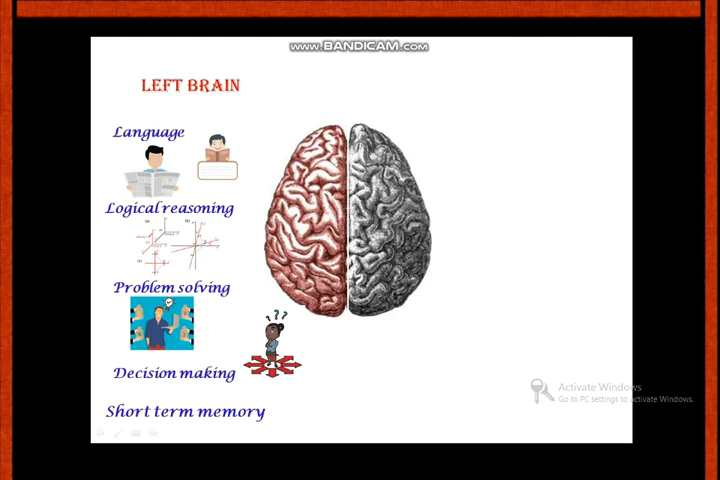 www.BANDICAM.com
LEFT BRAIN
Language
Logical reasoning
Problem solving
Decision making
Short term memory
Activate Windows
Go to PC settings to activate Windows.